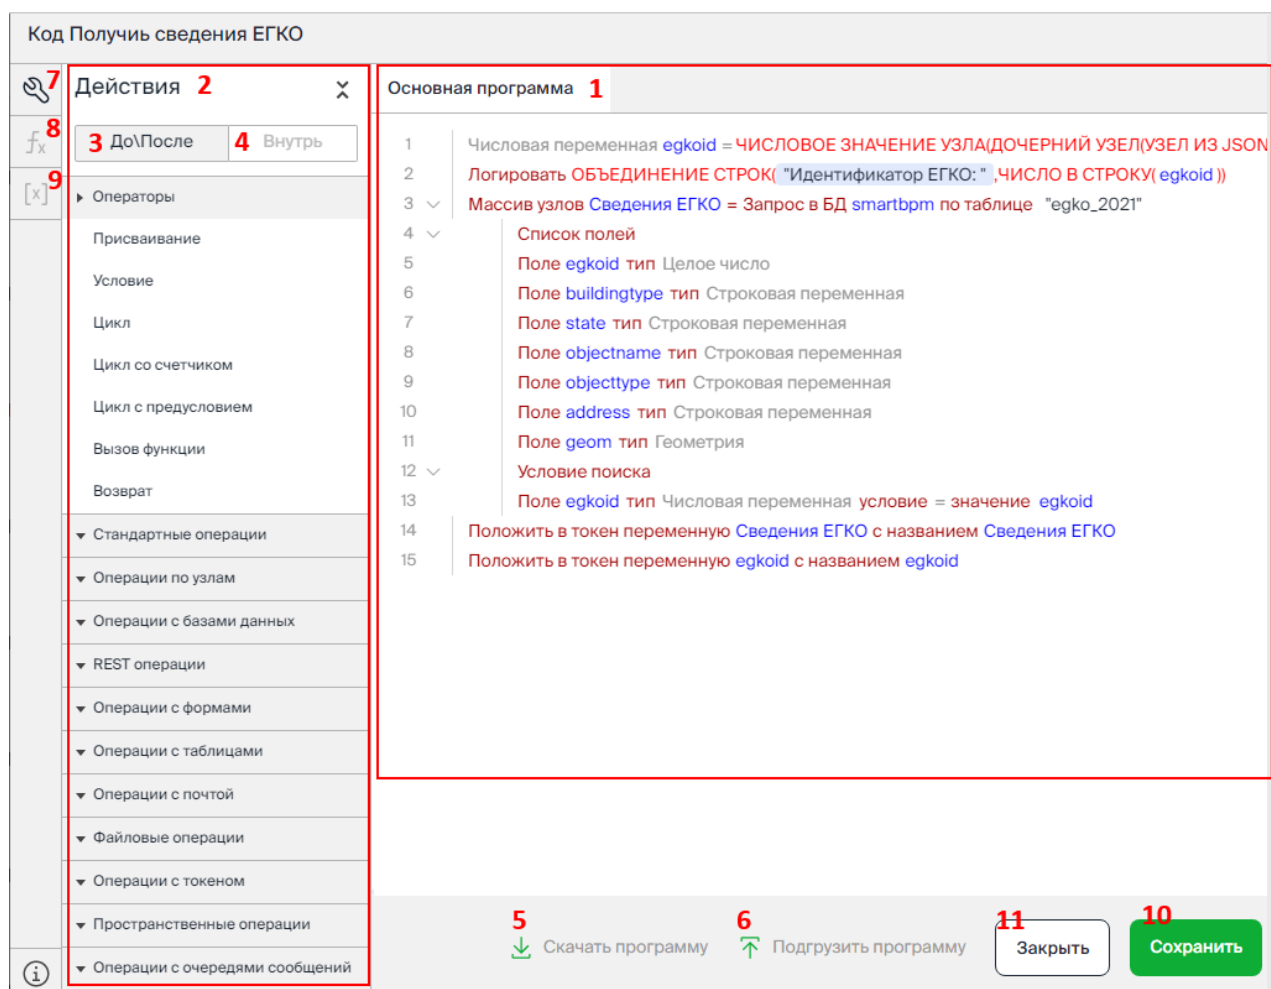 Код Получиь сведения ЕГКО
7
8
fx
9
[x]
Действия 2
3 До\После
4 Внутрь
Операторы
Присваивание
Условие
Цикл
Цикл со счетчиком
Цикл с предусловием
Вызов функции
Возврат
Стандартные операции
Операции по узлам
Операции с базами данных
REST операции
Операции с формами
Операции с таблицами
Операции с почтой
Файловые операции
Операции с токеном
Пространственные операции
Операции с очередями сообщений
Основная программа 1
1 Числовая переменная egkoid = ЧИСЛОВОЕ ЗНАЧЕНИЕ УЗЛА(ДОЧЕРНИЙ УЗЕЛ(УЗЕЛ ИЗ JSON
2 Логировать ОБЪЕДИНЕНИЕ СТРОК( "Идентификатор ЕГКО: " ,ЧИСЛО В СТРОКУ( egkoid ))
3 Массив узлов Сведения ЕГКО = Запрос в БД smartbpm по таблице "egko_2021"
4 Список полей
5 Поле egkoid тип Целое число
6 Поле buildingtype тип Строковая переменная
7 Поле state тип Строковая переменная
8 Поле objectname тип Строковая переменная
9 Поле objecttype тип Строковая переменная
10 Поле address тип Строковая переменная
11 Поле geom тип Геометрия
12 Условие поиска
13 Поле egkoid тип Числовая переменная условие = значение egkoid
14 Положить в токен переменную Сведения ЕГКО с названием Сведения ЕГКО
15 Положить в токен переменную egkoid с названием egkoid
5 Скачать программу
6 Подгрузить программу
11 Закрыть
10 Сохранить